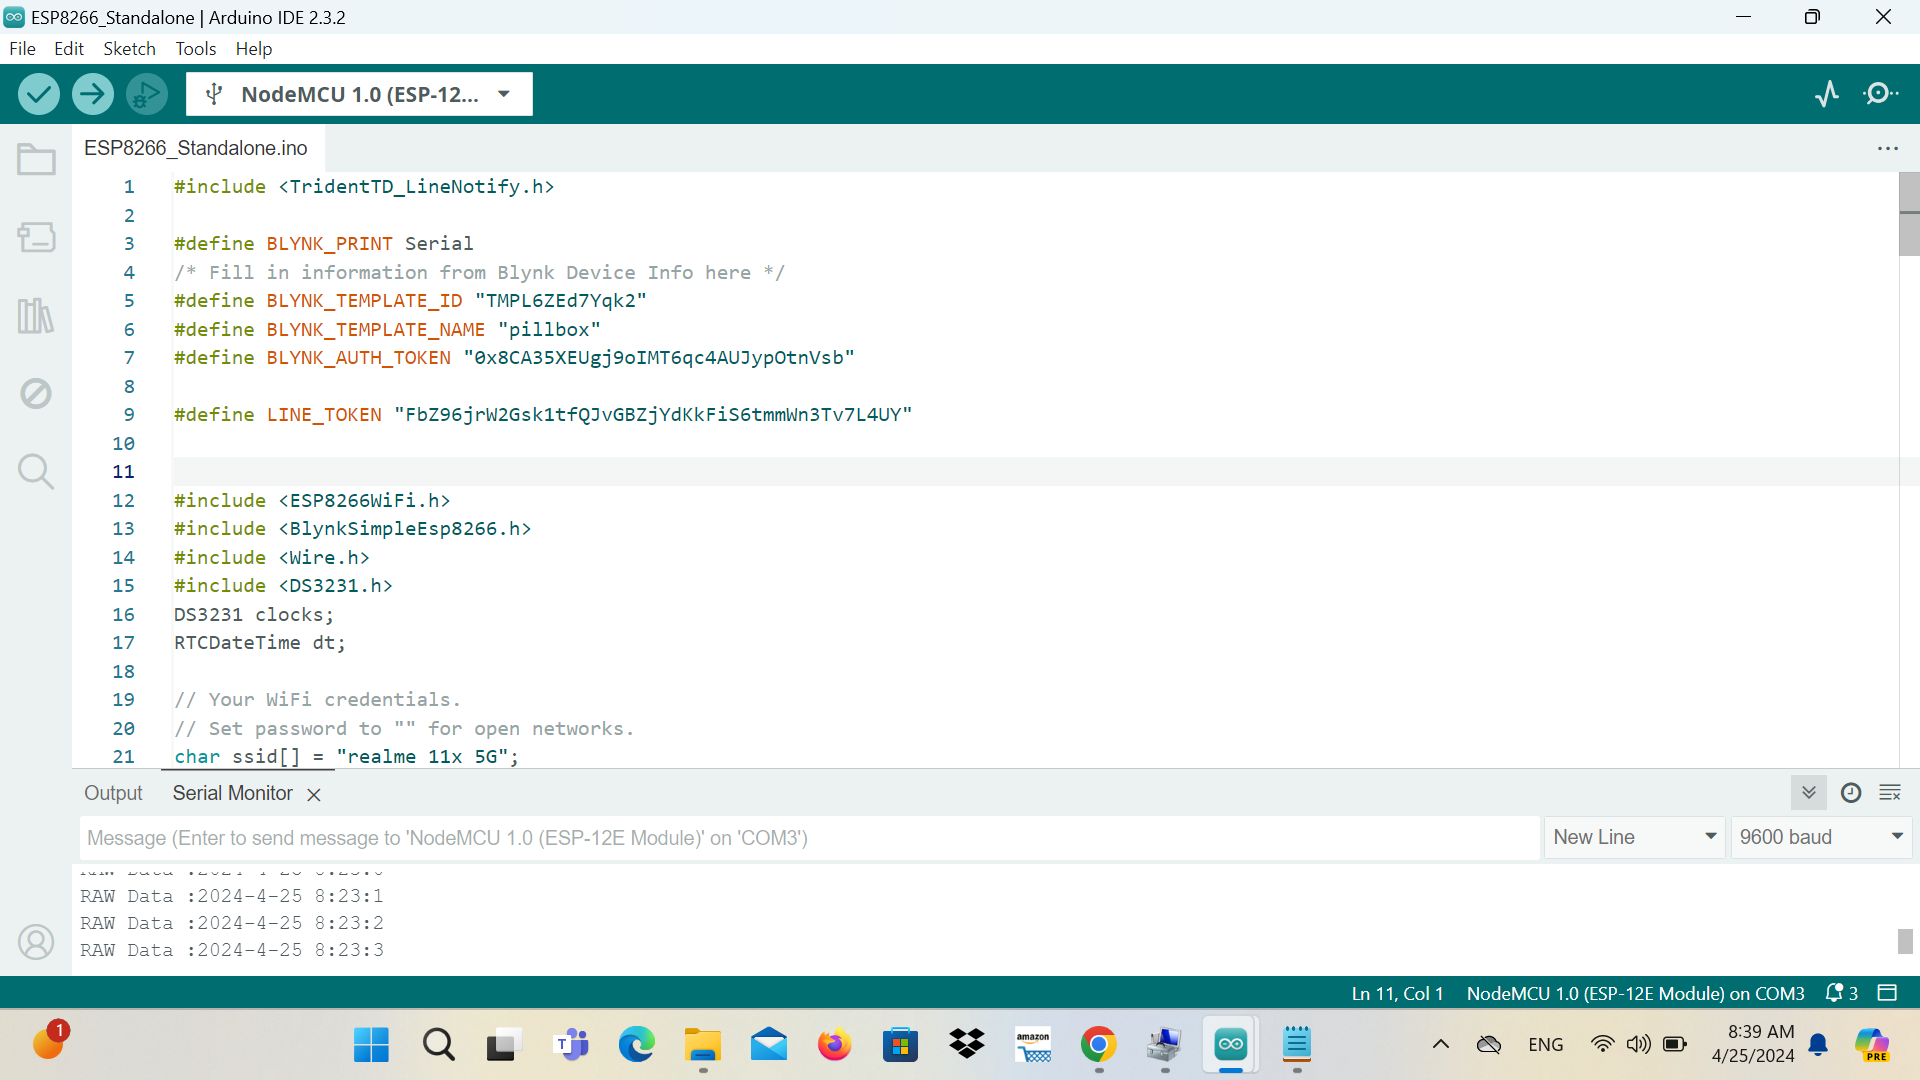 ESP8266_Standalone | Arduino IDE 2.3.2
File Edit Sketch Tools Help
NodeMCU 1.0 (ESP-12...
ESP8266_Standalone.ino
1 #include <TridentTD_LineNotify.h>
2
3 #define BLYNK_PRINT Serial
4 /* Fill in information from Blynk Device Info here */
5 #define BLYNK_TEMPLATE_ID "TMPL6ZEd7Yqk2"
6 #define BLYNK_TEMPLATE_NAME "pillbox"
7 #define BLYNK_AUTH_TOKEN "0x8CA35XEUgj9oIMT6qc4AUJypOtnVsb"
8
9 #define LINE_TOKEN "FbZ96jrW2Gsk1tfQJvGBZjYdKkFiS6tmmWn3Tv7L4UY"
10
11
12 #include <ESP8266WiFi.h>
13 #include <BlynkSimpleEsp8266.h>
14 #include <Wire.h>
15 #include <DS3231.h>
16 DS3231 clocks;
17 RTCDateTime dt;
18
19 // Your WiFi credentials.
20 // Set password to "" for open networks.
21 char ssid[] = "realme 11x 5G";
Output Serial Monitor
Message (Enter to send message to 'NodeMCU 1.0 (ESP-12E Module)' on 'COM3')
New Line
9600 baud
RAW Data :2024-4-25 8:23:1
RAW Data :2024-4-25 8:23:2
RAW Data :2024-4-25 8:23:3
Ln 11, Col 1 NodeMCU 1.0 (ESP-12E Module) on COM3 3
1
T
amazon
ENG
8:39 AM
4/25/2024
PRE